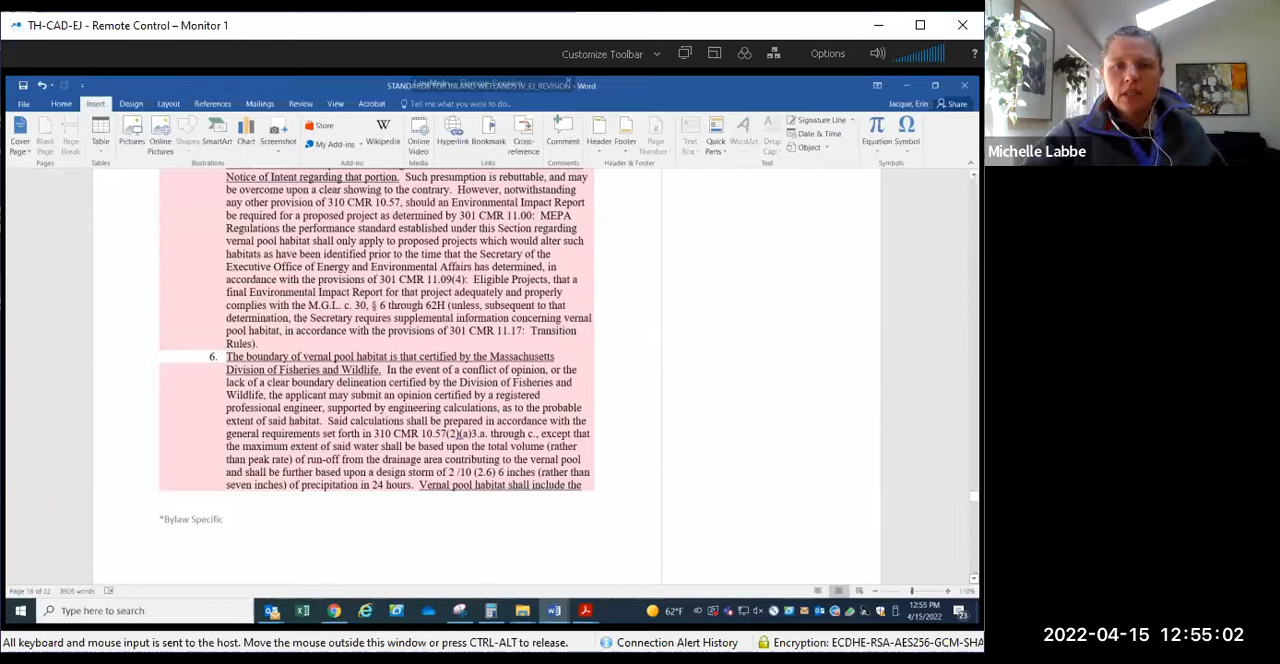 TH-CAD-EJ - Remote Control – Monitor 1
Customize Toolbar
Options
?
STANDARDS FOR INLAND WETLANDS IV_EJ_REVISION - Word
File Home Insert Design Layout References Mailings Review View Acrobat Tell me what you want to do...
Jacque, Erin Share
Cover Page
Blank Page
Page Break
Pages
Table
Tables
Pictures
Online Pictures
Shapes
SmartArt
Chart
Screenshot
Illustrations
Store
My Add-ins
Wikipedia
Add-ins
Online Video
Media
Hyperlink
Bookmark
Cross-reference
Links
Comment
Comments
Header
Footer
Page Number
Header & Footer
Text Box
Quick Parts
WordArt
Drop Cap
Signature Line
Date & Time
Object
Text
Equation
Symbol
Symbols
Notice of Intent regarding that portion. Such presumption is rebuttable, and may
be overcome upon a clear showing to the contrary. However, notwithstanding
any other provision of 310 CMR 10.57, should an Environmental Impact Report
be required for a proposed project as determined by 301 CMR 11.00: MEPA
Regulations the performance standard established under this Section regarding
vernal pool habitat shall only apply to proposed projects which would alter such
habitats as have been identified prior to the time that the Secretary of the
Executive Office of Energy and Environmental Affairs has determined, in
accordance with the provisions of 301 CMR 11.09(4): Eligible Projects, that a
final Environmental Impact Report for that project adequately and properly
complies with the M.G.L. c. 30, § 6 through 62H (unless, subsequent to that
determination, the Secretary requires supplemental information concerning vernal
pool habitat, in accordance with the provisions of 301 CMR 11.17: Transition
Rules).
6. The boundary of vernal pool habitat is that certified by the Massachusetts
Division of Fisheries and Wildlife. In the event of a conflict of opinion, or the
lack of a clear boundary delineation certified by the Division of Fisheries and
Wildlife, the applicant may submit an opinion certified by a registered
professional engineer, supported by engineering calculations, as to the probable
extent of said habitat. Said calculations shall be prepared in accordance with the
general requirements set forth in 310 CMR 10.57(2)(a)3.a. through c., except that
the maximum extent of said water shall be based upon the total volume (rather
than peak rate) of run-off from the drainage area contributing to the vernal pool
and shall be further based upon a design storm of 2 /10 (2.6) 6 inches (rather than
seven inches) of precipitation in 24 hours. Vernal pool habitat shall include the
*Bylaw Specific
Page 18 of 22 8926 words
110%
Type here to search
62°F
12:55 PM
4/15/2022
23
All keyboard and mouse input is sent to the host. Move the mouse outside this window or press CTRL-ALT to release.
Connection Alert History
Encryption: ECDHE-RSA-AES256-GCM-SHA
Michelle Labbe
2022-04-15 12:55:02